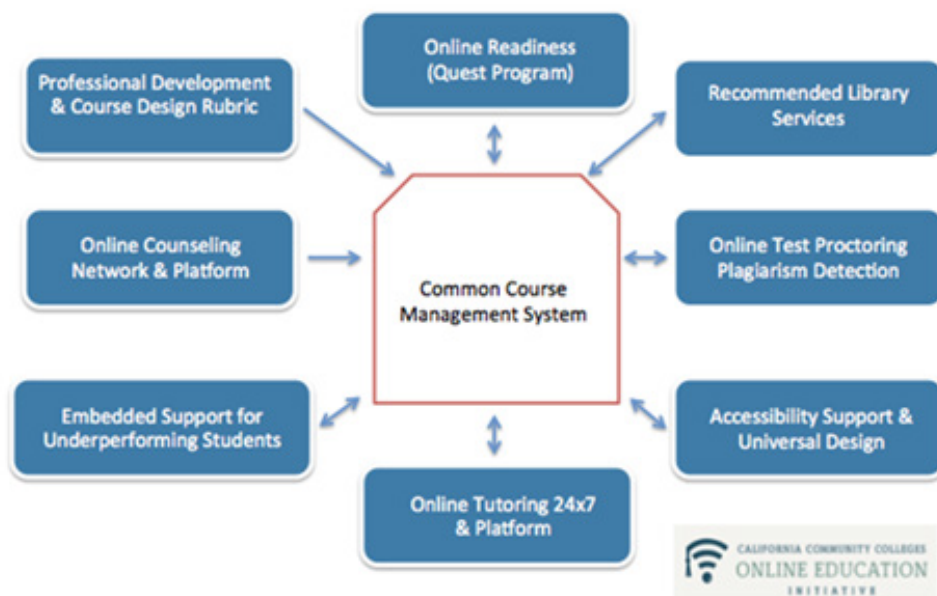 Online Readiness
(Quest Program)
Professional Development
& Course Design Rubric
Recommended Library
Services
Online Counseling
Network & Platform
Common Course
Management System
Online Test Proctoring
Plagiarism Detection
Embedded Support for
Underperforming Students
Accessibility Support &
Universal Design
Online Tutoring 24x7
& Platform
CALIFORNIA COMMUNITY COLLEGES
ONLINE EDUCATION
INITIATIVE